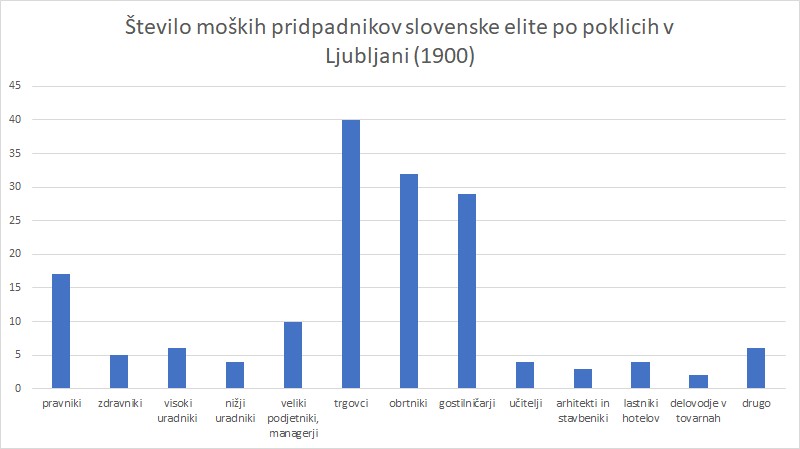 Število moških pridpadnikov slovenske elite po poklicih v
Ljubljani (1900)
45
40
35
30
25
20
15
10
5
0
pravniki
zdravniki
visoki
uradniki
nižji
uradniki
veliki
podjetniki,
managerji
trgovci
obrtniki
gostilničarji
učitelji
arhitekti in
stavbeniki
lastniki
hotelov
delovodje v
tovarnah
drugo